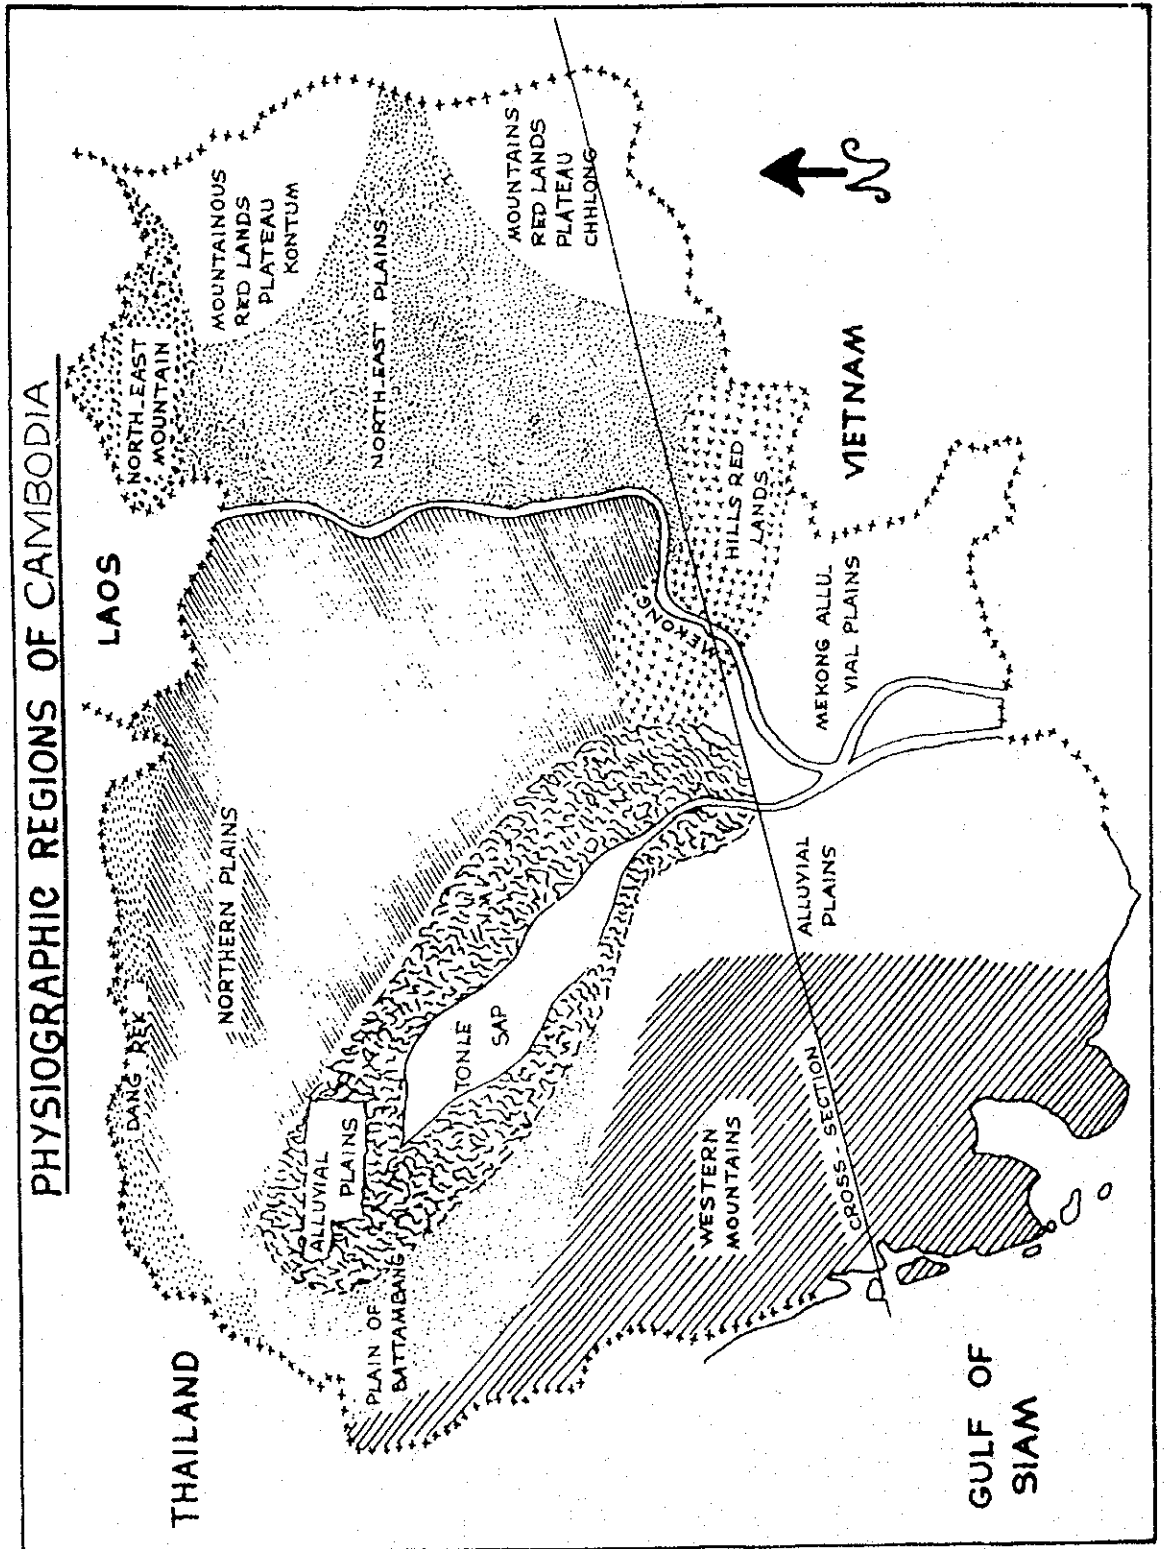 PHYSIOGRAPHIC REGIONS OF CAMBODIA
THAILAND
LAOS
DANG REK
NORTH EAST
MOUNTAIN
MOUNTAINOUS
RED LANDS
PLATEAU
KONTUM
NORTHERN PLAINS
NORTH-EAST PLAINS
ALLUVIAL
PLAINS
PLAIN OF
BATTAMBANG
TONLE
SAP
MOUNTAINS
RED LANDS
PLATEAU
CHHLONG
MEKONG
HILLS RED
LANDS
WESTERN
MOUNTAINS
CROSS-SECTION
ALLUVIAL
PLAINS
MEKONG ALLU-
VIAL PLAINS
VIETNAM
GULF OF
SIAM